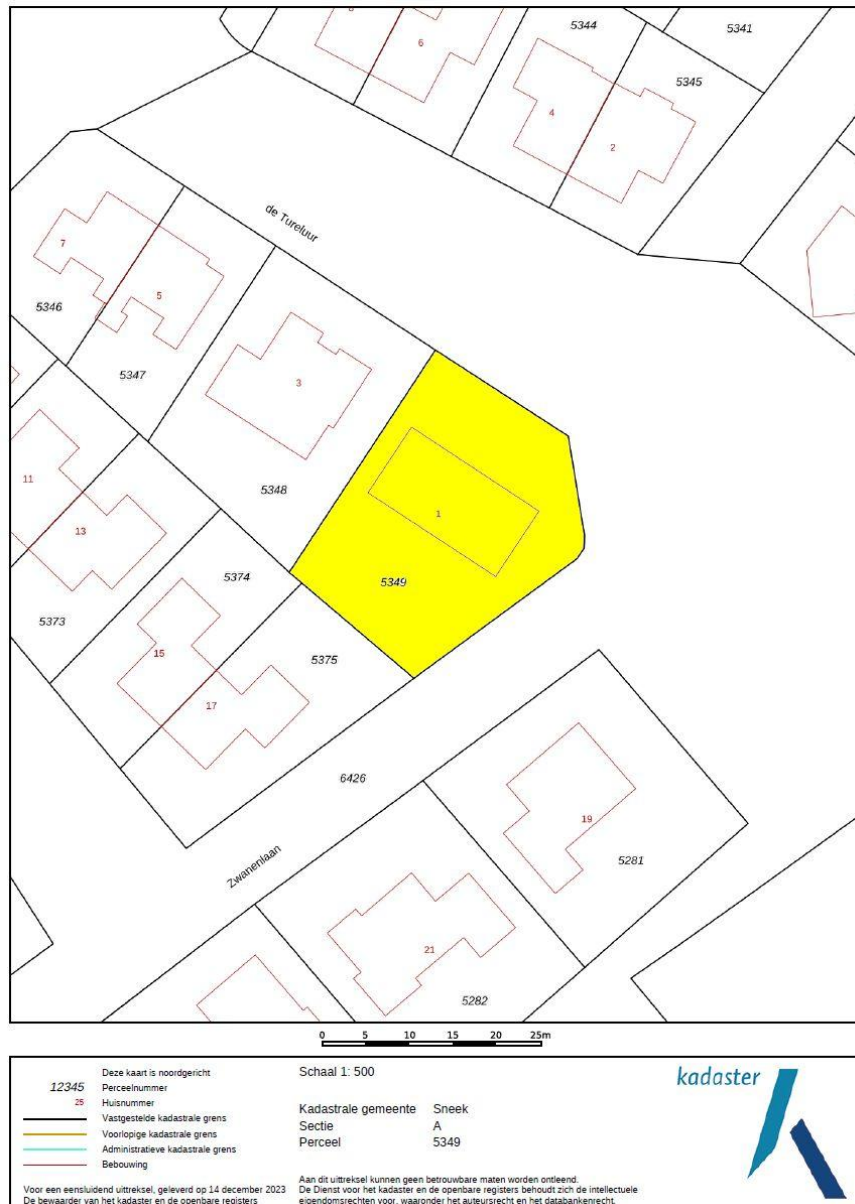 8
6
5344
5341
5345
4
2
de Tureluur
7
5
5346
5347
3
5348
11
13
1
5349
5374
5373
5375
15
17
6426
19
5281
Zwanenlaan
21
5282
0 5 10 15 20 25m
Deze kaart is noordgericht
12345 Perceelnummer
25 Huisnummer
Vastgestelde kadastrale grens
Voorlopige kadastrale grens
Administratieve kadastrale grens
Bebouwing
Voor een eensluidend uittreksel, geleverd op 14 december 2023
De bewaarder van het kadaster en de openbare registers
Schaal 1: 500
Kadastrale gemeente Sneek
Sectie A
Perceel 5349
Aan dit uittreksel kunnen geen betrouwbare maten worden ontleend.
De Dienst voor het kadaster en de openbare registers behoudt zich de intellectuele
eigendomsrechten voor, waaronder het auteursrecht en het databankenrecht.
kadaster